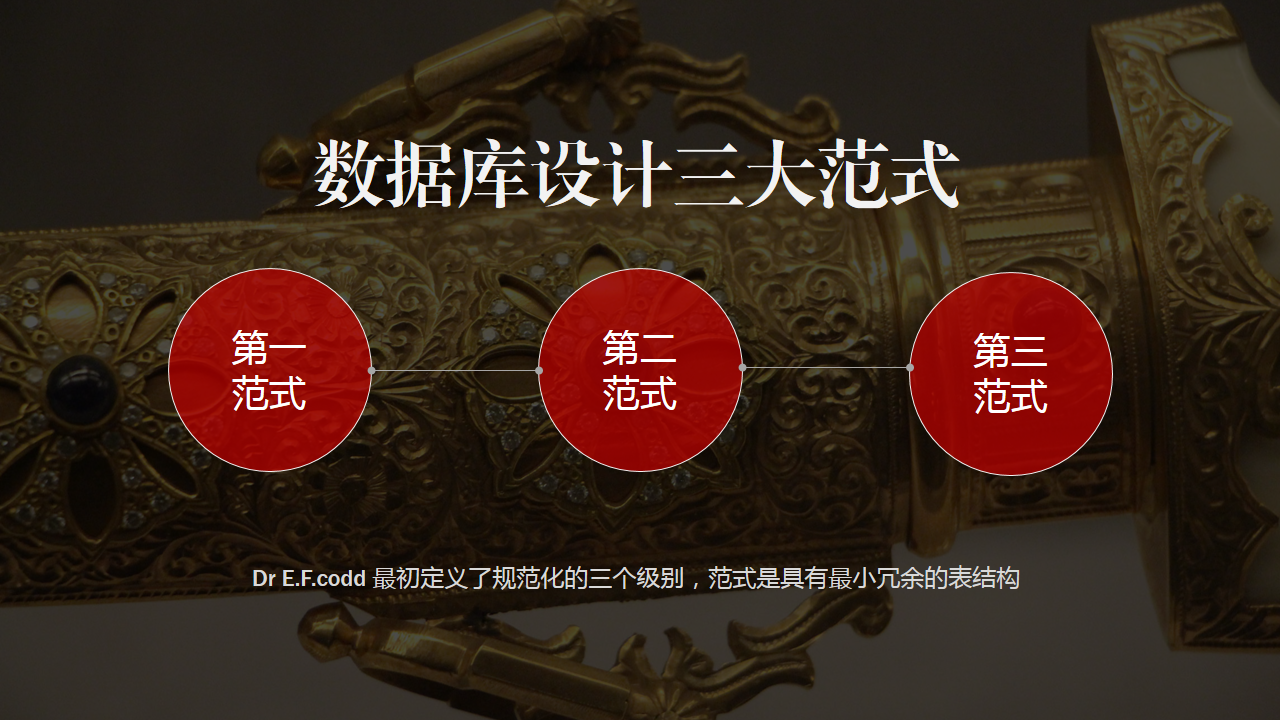 数据库设计三大范式
第一
范式
第二
范式
第三
范式
Dr E.F.codd 最初定义了规范化的三个级别，范式是具有最小冗余的表结构